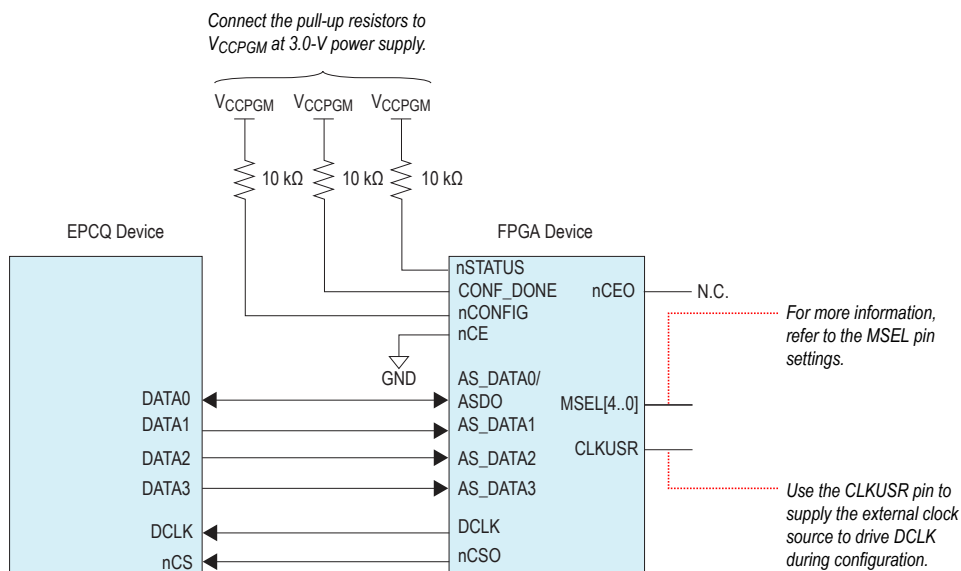 Connect the pull-up resistors to
VCCPGM at 3.0-V power supply.
VCCPGM VCCPGM VCCPGM
10 kΩ 10 kΩ 10 kΩ
EPCQ Device
FPGA Device
nSTATUS
CONF_DONE
nCEO
N.C.
nCONFIG
nCE
GND
For more information,
refer to the MSEL pin
settings.
DATA0
AS_DATA0/
ASDO
MSEL[4..0]
DATA1
AS_DATA1
CLKUSR
DATA2
AS_DATA2
DATA3
AS_DATA3
DCLK
DCLK
nCS
nCSO
Use the CLKUSR pin to
supply the external clock
source to drive DCLK
during configuration.